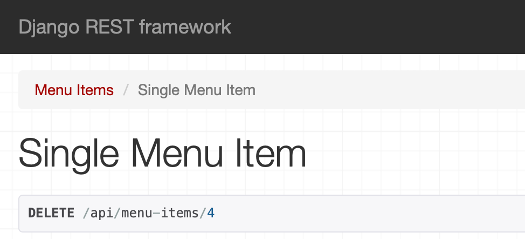 Django REST framework
Menu Items / Single Menu Item
Single Menu Item
DELETE /api/menu-items/4